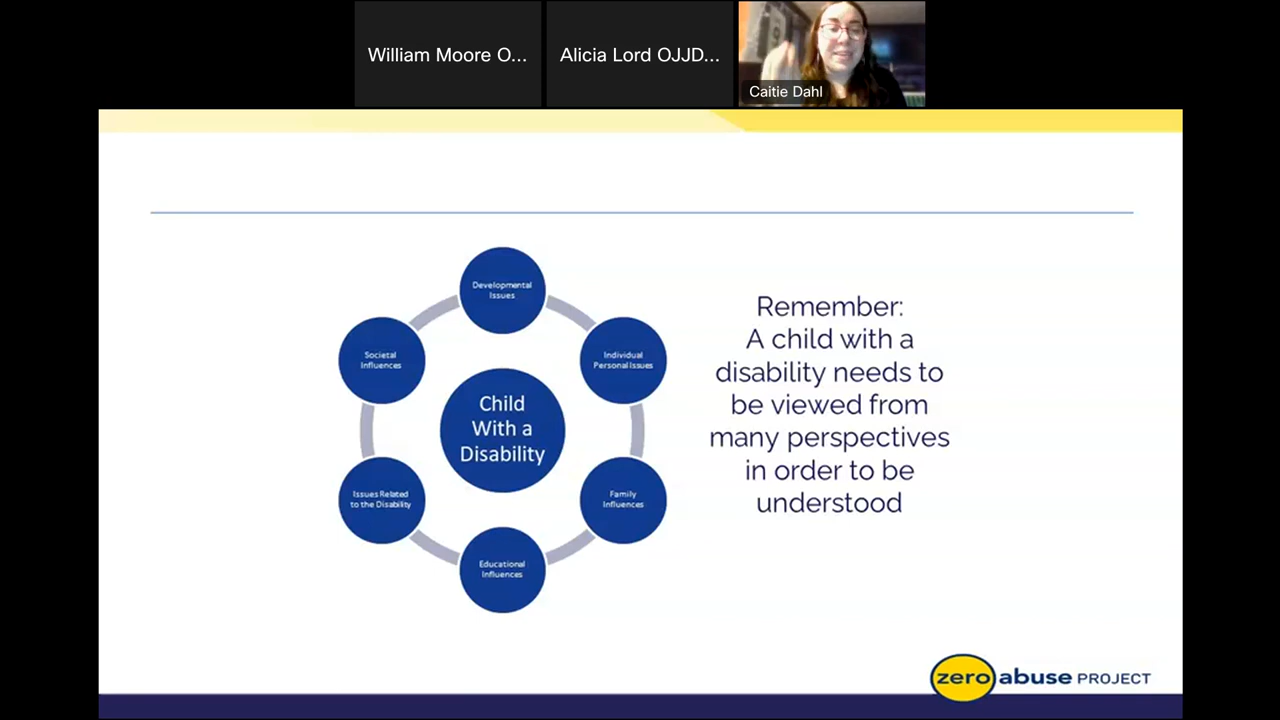 William Moore O...
Alicia Lord OJJD...
Caitie Dahl
Developmental
Issues
Societal
Influences
Individual
Personal Issues
Child
With a
Disability
Issues Related
to the Disability
Family
Influences
Educational
Influences
Remember:
A child with a
disability needs to
be viewed from
many perspectives
in order to be
understood
zero abuse PROJECT